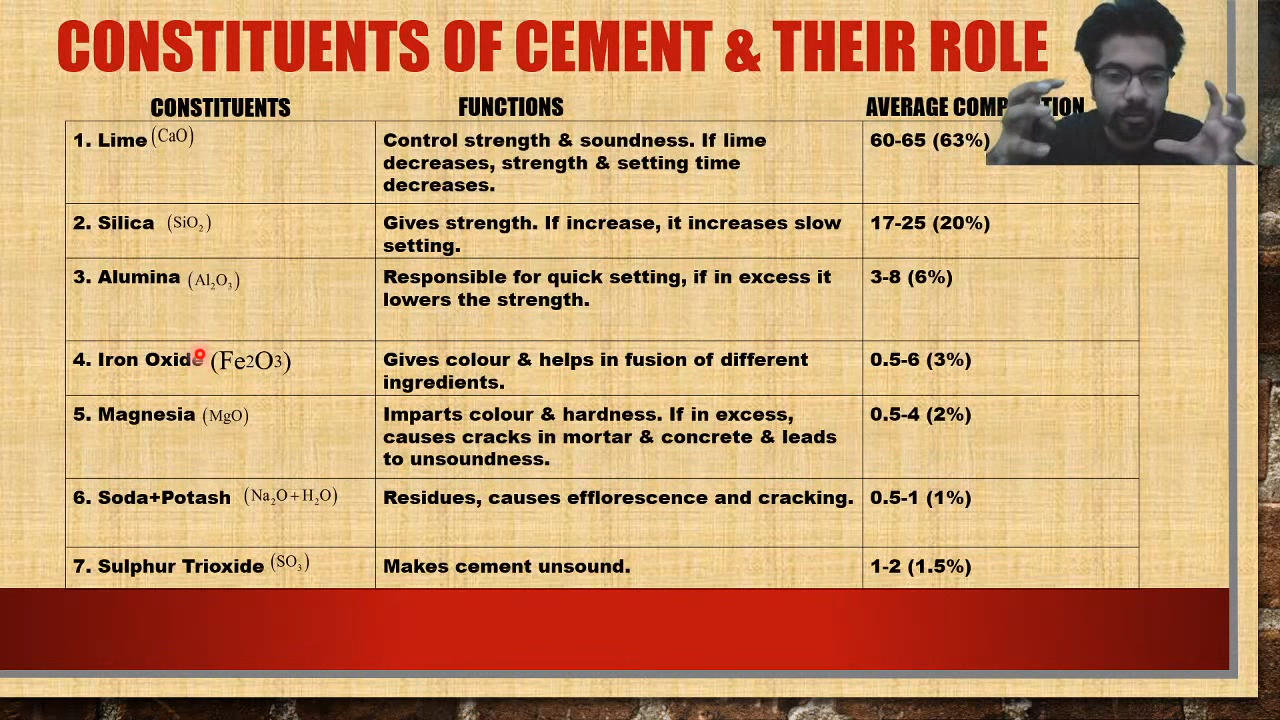 CONSTITUENTS OF CEMENT & THEIR ROLE
CONSTITUENTS FUNCTIONS AVERAGE
1. Lime (CaO) Control strength & soundness. If lime 60-65 (63%)
decreases, strength & setting time
decreases.
2. Silica (SiO₂) Gives strength. If increase, it increases slow 17-25 (20%)
setting.
3. Alumina (Al₂O₃) Responsible for quick setting, if in excess it 3-8 (6%)
lowers the strength.
4. Iron Oxide (Fe2O3) Gives colour & helps in fusion of different 0.5-6 (3%)
ingredients.
5. Magnesia (MgO) Imparts colour & hardness. If in excess, 0.5-4 (2%)
causes cracks in mortar & concrete & leads
to unsoundness.
6. Soda+Potash (Na₂O+H₂O) Residues, causes efflorescence and cracking. 0.5-1 (1%)
7. Sulphur Trioxide (SO₃) Makes cement unsound. 1-2 (1.5%)